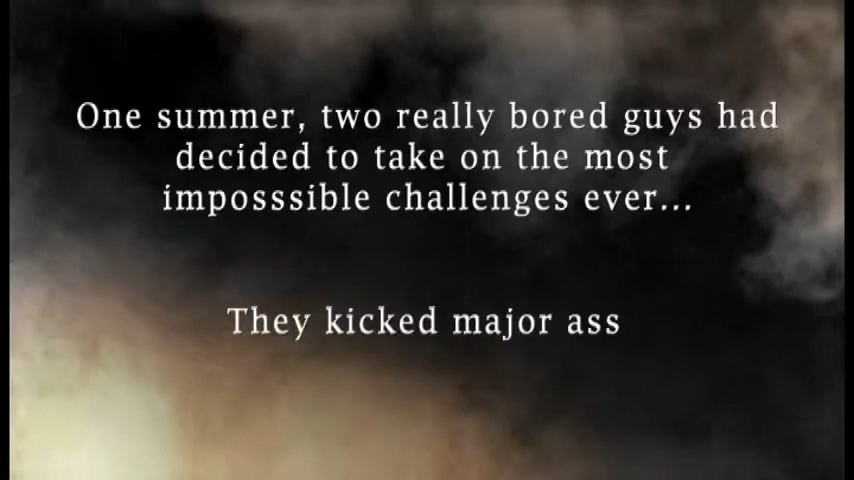 One summer, two really bored guys had
decided to take on the most
imposssible challenges ever...
They kicked major ass